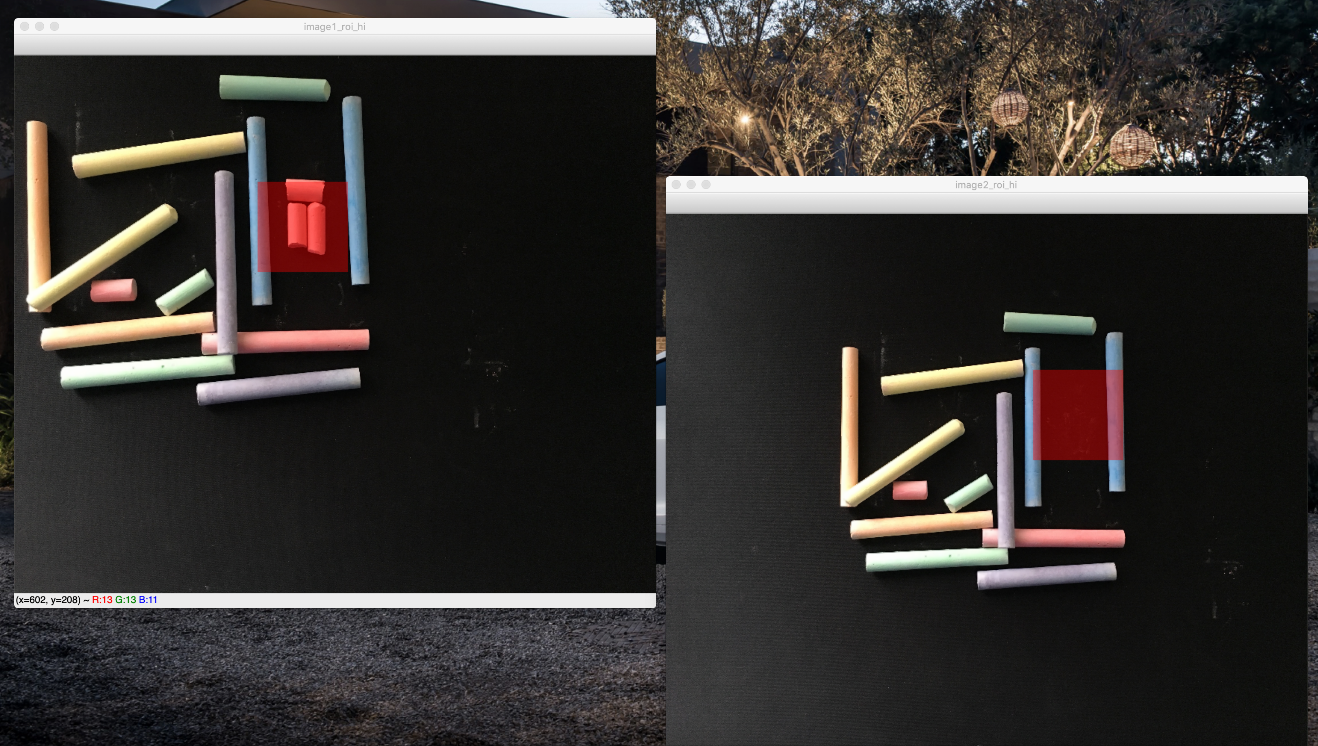 image1_roi_hi
image2_roi_hi
(x=602, y=208) ~ R:13 G:13 B:11